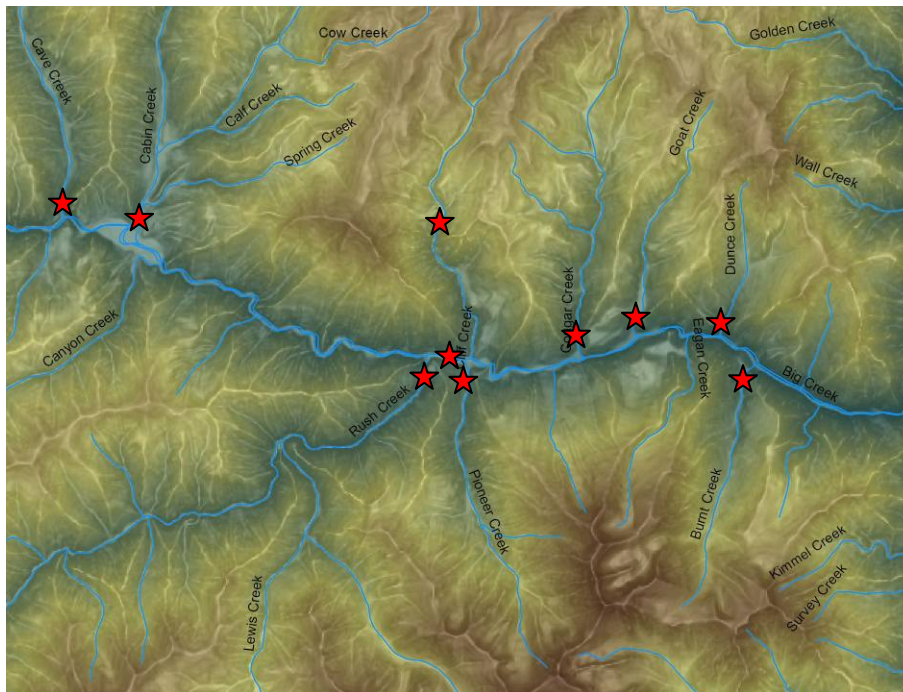 Cow Creek
Golden Creek
Cave Creek
Cabin Creek
Calf Creek
Spring Creek
Goat Creek
Wall Creek
Dunce Creek
Canyon Creek
Creek
Eagan Creek
Big Creek
Rush Creek
Pioneer Creek
Burnt Creek
Kimmel Creek
Survey Creek
Lewis Creek